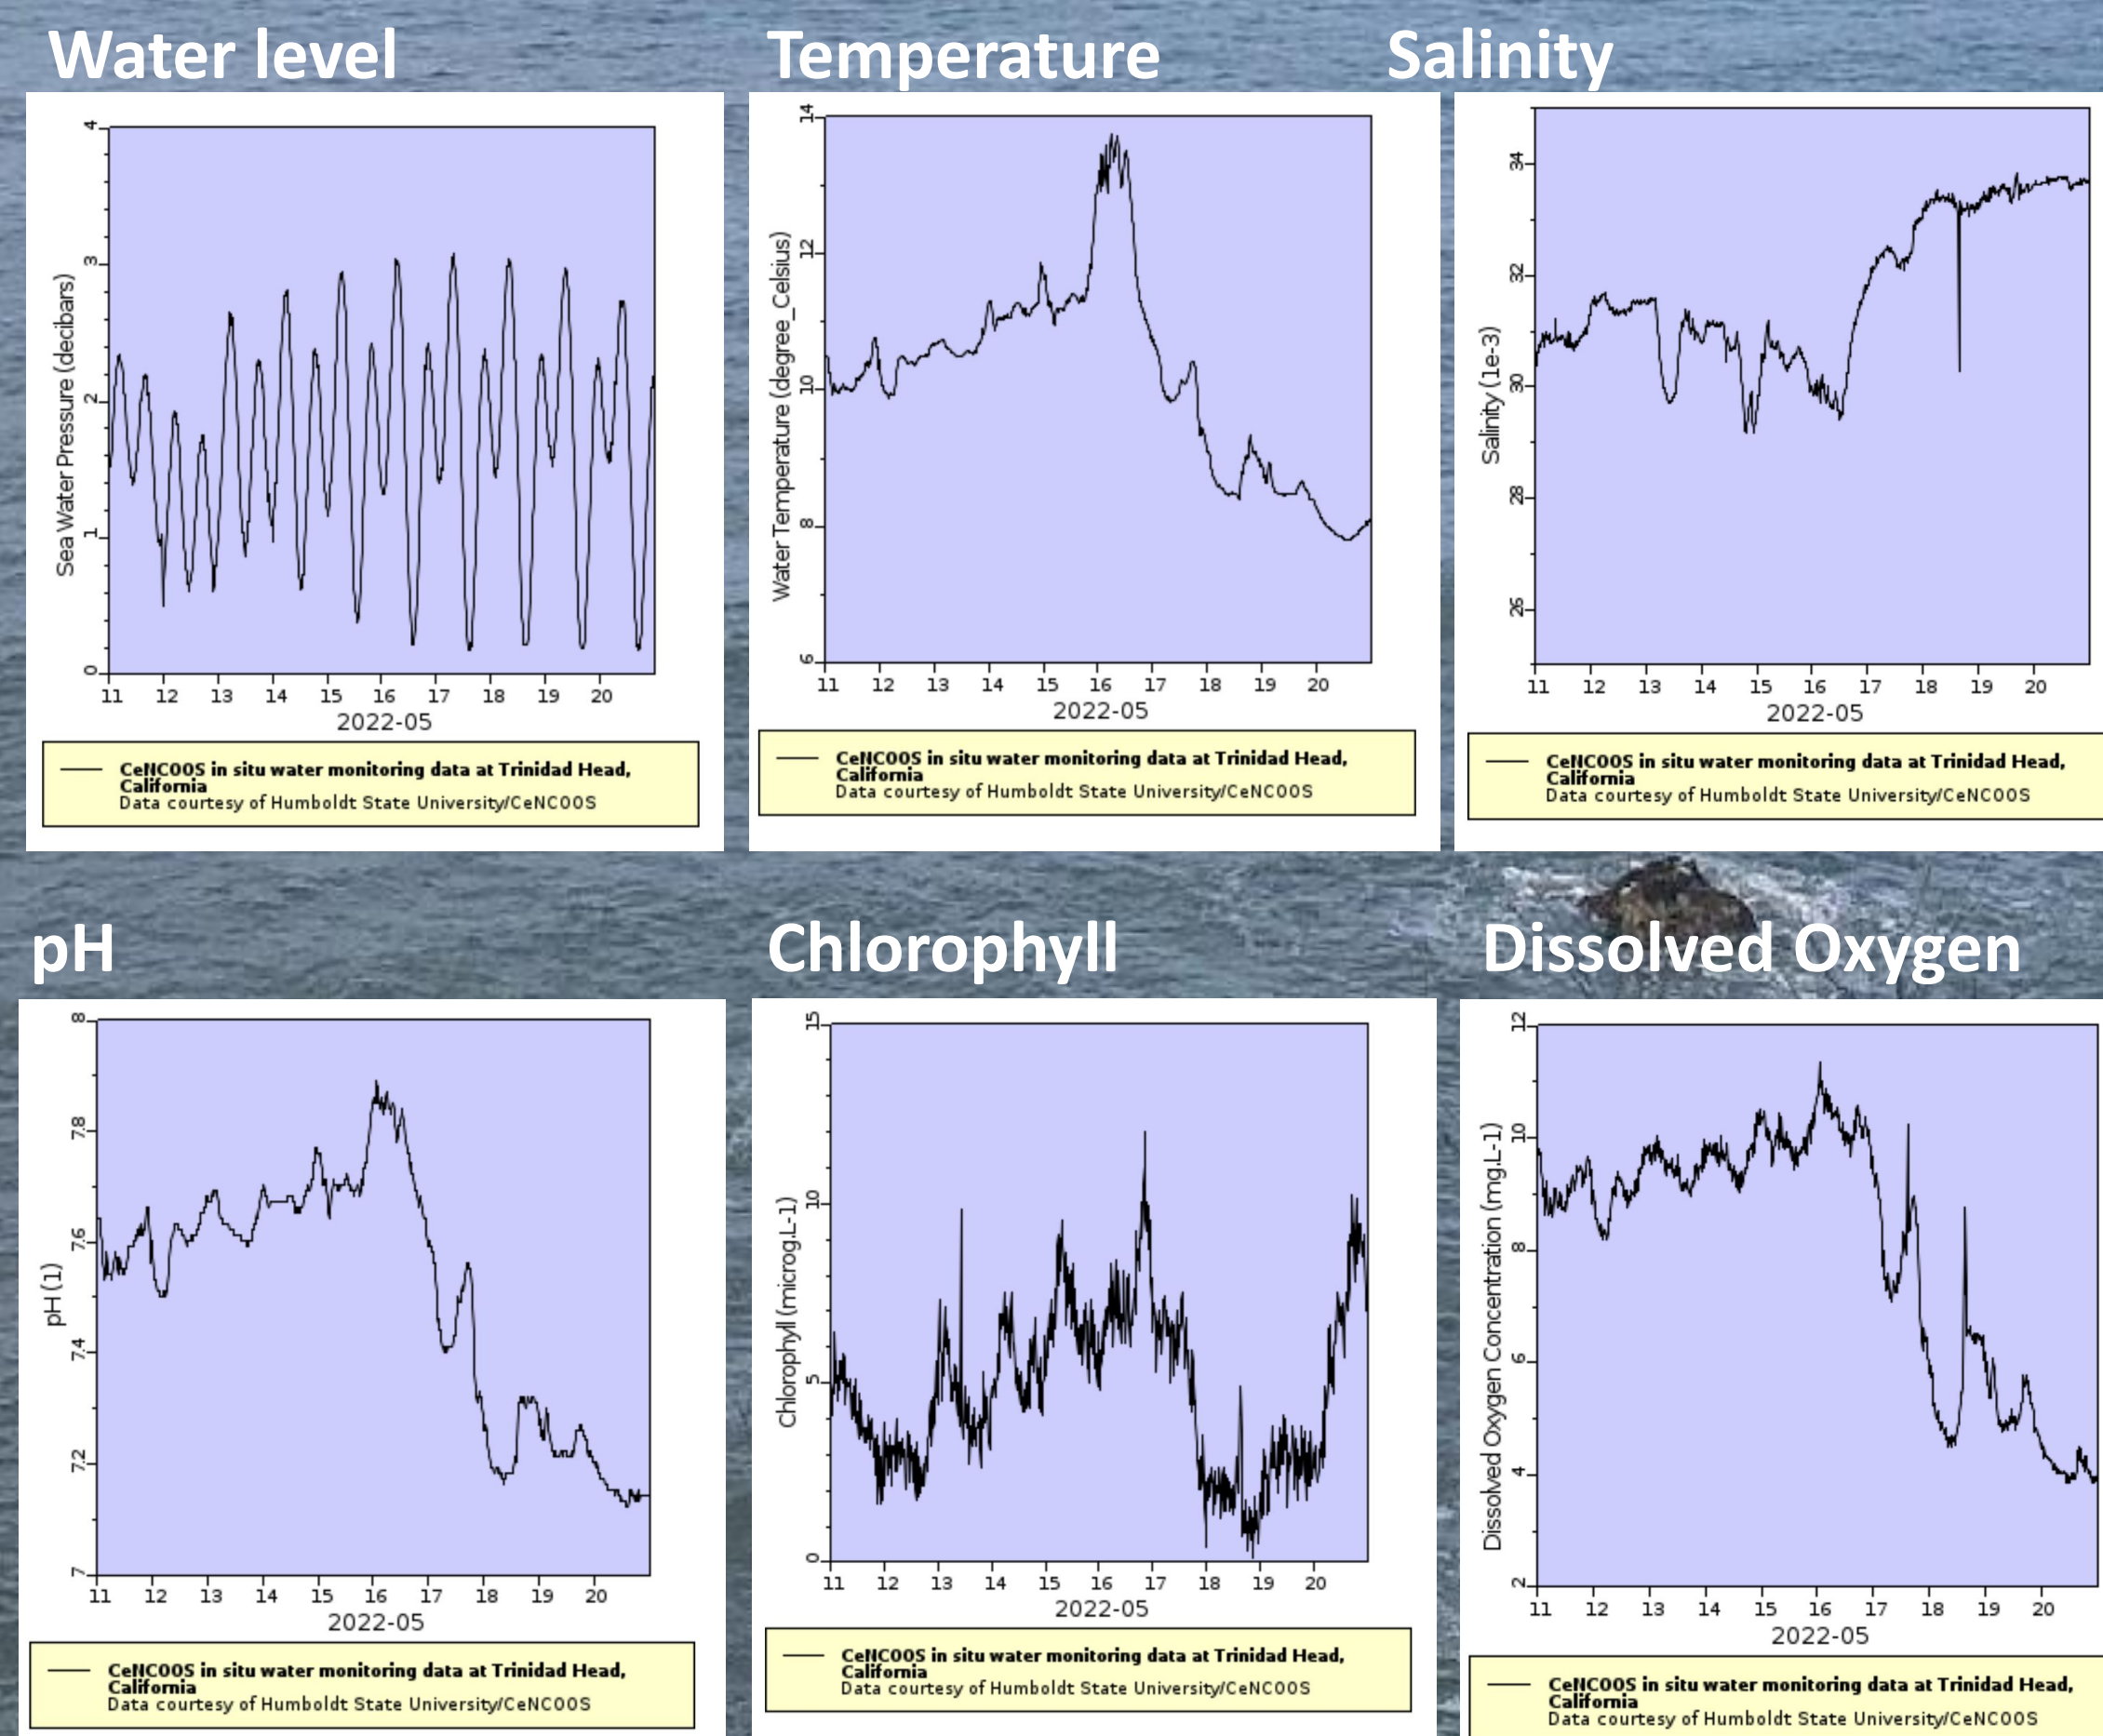 Water level
Temperature
Salinity
4
3
2
1
0
Sea Water Pressure (decibars)
11 12 13 14 15 16 17 18 19 20
2022-05
CeNCOOS in situ water monitoring data at Trinidad Head,
California
Data courtesy of Humboldt State University/CeNCOOS
14
12
10
8
6
Water Temperature (degree_Celsius)
11 12 13 14 15 16 17 18 19 20
2022-05
CeNCOOS in situ water monitoring data at Trinidad Head,
California
Data courtesy of Humboldt State University/CeNCOOS
34
32
30
28
26
Salinity (1e-3)
11 12 13 14 15 16 17 18 19 20
2022-05
CeNCOOS in situ water monitoring data at Trinidad Head,
California
Data courtesy of Humboldt State University/CeNCOOS
pH
Chlorophyll
Dissolved Oxygen
8
7.8
7.6
7.4
7.2
7
pH (1)
11 12 13 14 15 16 17 18 19 20
2022-05
CeNCOOS in situ water monitoring data at Trinidad Head,
California
Data courtesy of Humboldt State University/CeNCOOS
15
10
5
0
Chlorophyll (microg.L-1)
11 12 13 14 15 16 17 18 19 20
2022-05
CeNCOOS in situ water monitoring data at Trinidad Head,
California
Data courtesy of Humboldt State University/CeNCOOS
12
10
8
6
4
2
Dissolved Oxygen Concentration (mg.L-1)
11 12 13 14 15 16 17 18 19 20
2022-05
CeNCOOS in situ water monitoring data at Trinidad Head,
California
Data courtesy of Humboldt State University/CeNCOOS